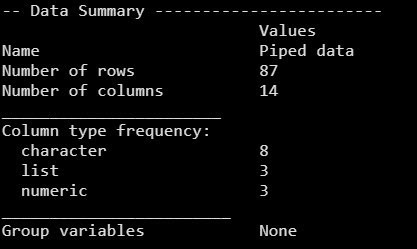 -- Data Summary ------------------------
                           Values
Name                       Piped data
Number of rows             87
Number of columns          14
_______________________
Column type frequency:
  character                8
  list                     3
  numeric                  3
________________________
Group variables            None